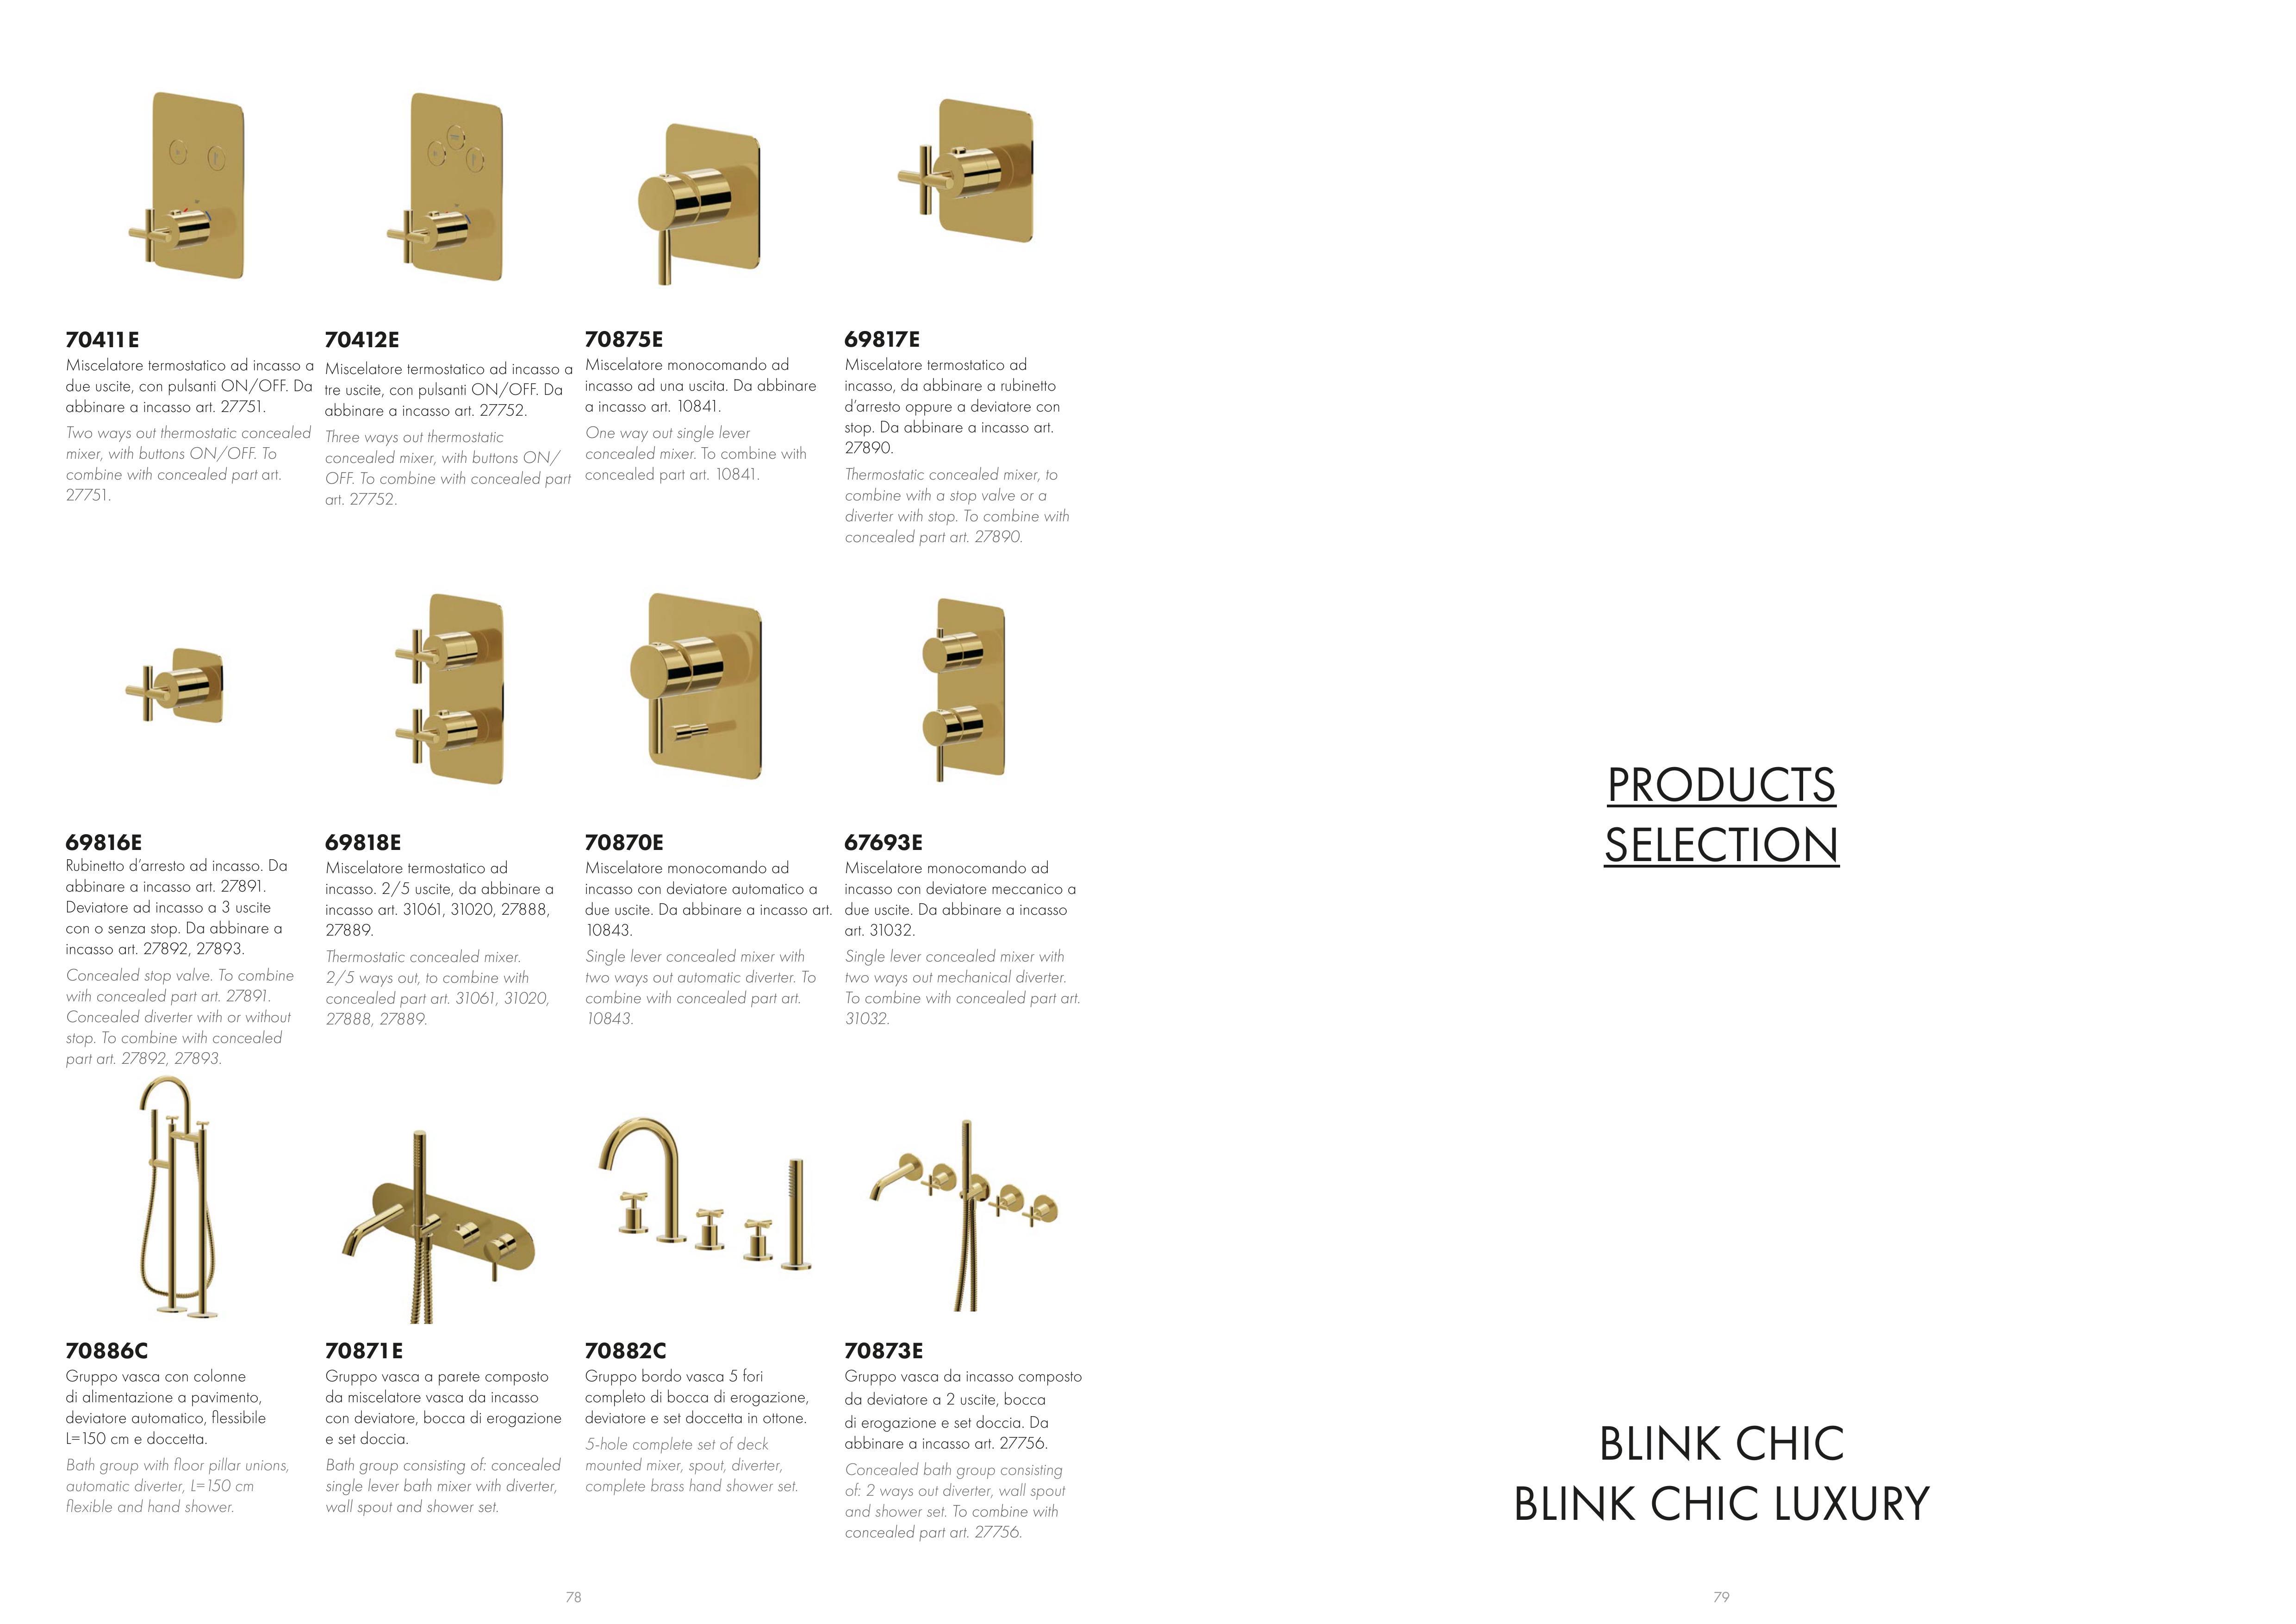 70411E
Miscelatore termostatico ad incasso a
due uscite, con pulsanti ON/OFF. Da
abbinare a incasso art. 27751.
Two ways out thermostatic concealed
mixer, with buttons ON/OFF. To
combine with concealed part art.
27751.
70412E
Miscelatore termostatico ad incasso a
tre uscite, con pulsanti ON/OFF. Da
abbinare a incasso art. 27752.
Three ways out thermostatic
concealed mixer, with buttons ON/
OFF. To combine with concealed part
art. 27752.
70875E
Miscelatore monocomando ad
incasso ad una uscita. Da abbinare
a incasso art. 10841.
One way out single lever
concealed mixer. To combine with
concealed part art. 10841.
69817E
Miscelatore termostatico ad
incasso, da abbinare a rubinetto
d’arresto oppure a deviatore con
stop. Da abbinare a incasso art.
27890.
Thermostatic concealed mixer, to
combine with a stop valve or a
diverter with stop. To combine with
concealed part art. 27890.
69816E
Rubinetto d’arresto ad incasso. Da
abbinare a incasso art. 27891.
Deviatore ad incasso a 3 uscite
con o senza stop. Da abbinare a
incasso art. 27892, 27893.
Concealed stop valve. To combine
with concealed part art. 27891.
Concealed diverter with or without
stop. To combine with concealed
part art. 27892, 27893.
69818E
Miscelatore termostatico ad
incasso. 2/5 uscite, da abbinare a
incasso art. 31061, 31020, 27888,
27889.
Thermostatic concealed mixer.
2/5 ways out, to combine with
concealed part art. 31061, 31020,
27888, 27889.
70870E
Miscelatore monocomando ad
incasso con deviatore automatico a
due uscite. Da abbinare a incasso art.
10843.
Single lever concealed mixer with
two ways out automatic diverter. To
combine with concealed part art.
10843.
67693E
Miscelatore monocomando ad
incasso con deviatore meccanico a
due uscite. Da abbinare a incasso
art. 31032.
Single lever concealed mixer with
two ways out mechanical diverter.
To combine with concealed part art.
31032.
70886C
Gruppo vasca con colonne
di alimentazione a pavimento,
deviatore automatico, flessibile
L=150 cm e doccetta.
Bath group with floor pillar unions,
automatic diverter, L=150 cm
flexible and hand shower.
70871E
Gruppo vasca a parete composto
da miscelatore vasca da incasso
con deviatore, bocca di erogazione
e set doccia.
Bath group consisting of: concealed
single lever bath mixer with diverter,
wall spout and shower set.
70882C
Gruppo bordo vasca 5 fori
completo di bocca di erogazione,
deviatore e set doccetta in ottone.
5-hole complete set of deck
mounted mixer, spout, diverter,
complete brass hand shower set.
70873E
Gruppo vasca da incasso composto
da deviatore a 2 uscite, bocca
di erogazione e set doccia. Da
abbinare a incasso art. 27756.
Concealed bath group consisting
of: 2 ways out diverter, wall spout
and shower set. To combine with
concealed part art. 27756.
78
PRODUCTS
SELECTION
BLINK CHIC
BLINK CHIC LUXURY
79